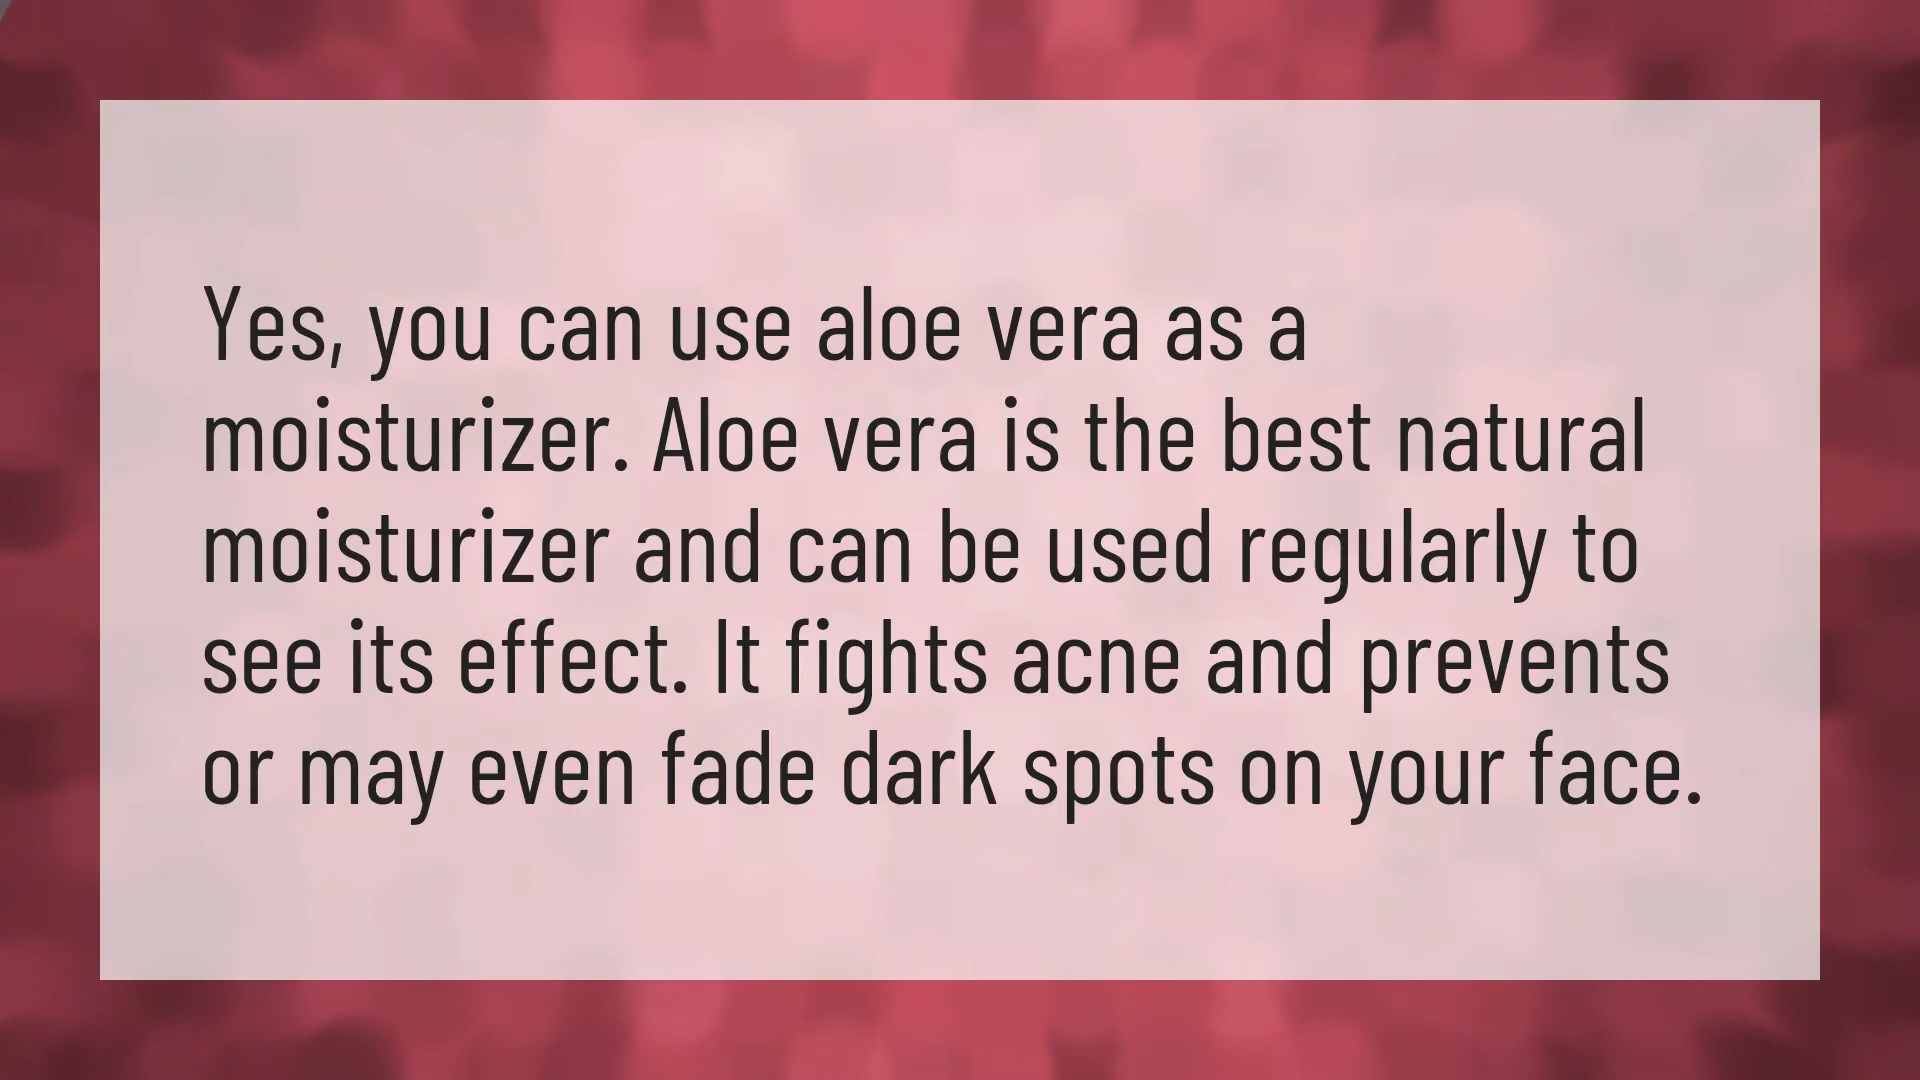 Yes, you can use aloe vera as a
moisturizer. Aloe vera is the best natural
moisturizer and can be used regularly to
see its effect. It fights acne and prevents
or may even fade dark spots on your face.